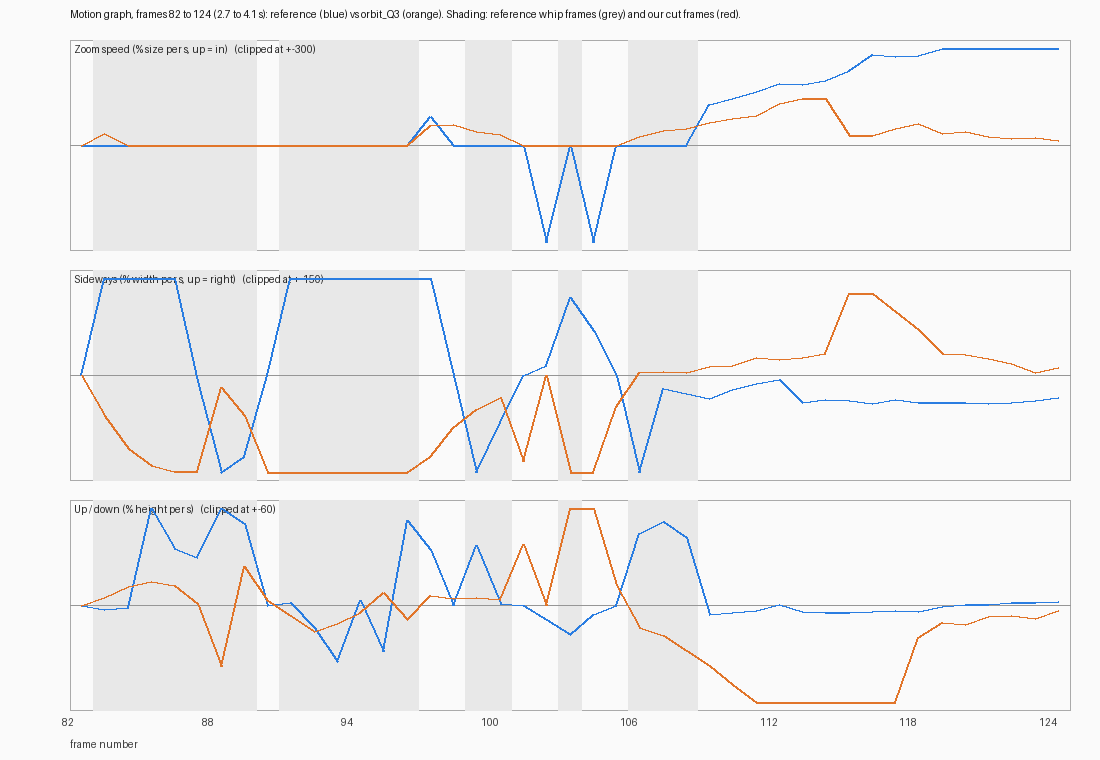 Motion graph, frames 82 to 124 (2.7 to 4.1 s): reference (blue) vs orbit_Q3 (orange). Shading: reference whip frames (grey) and our cut frames (red).
Zoom speed (% size per s, up = in) (clipped at +-300)
Sideways (% width per s, up = right) (clipped at +-150)
Up / down (% height per s) (clipped at +-60)
82 88 94 100 106 112 118 124
frame number